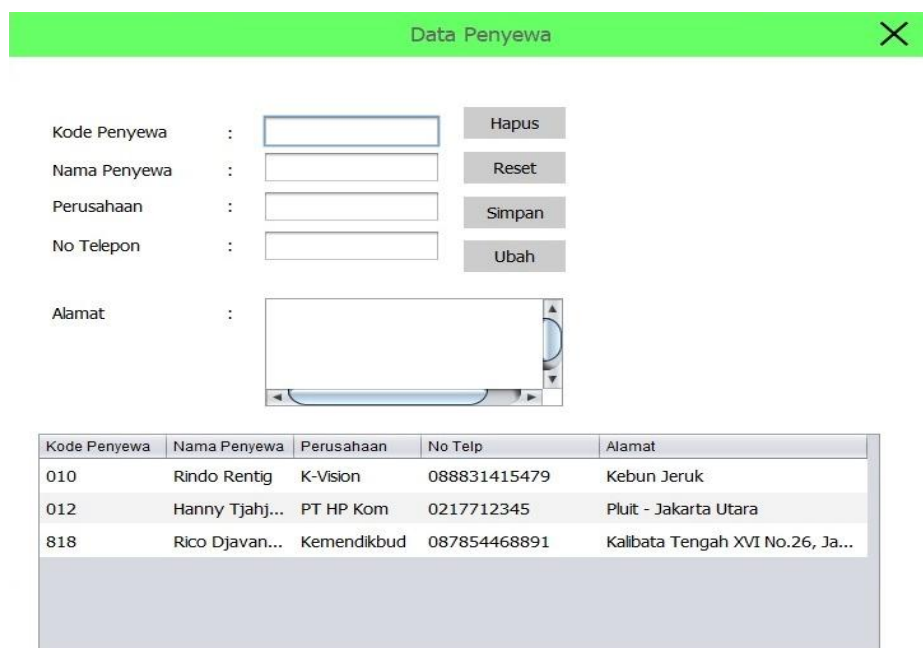 Data Penyewa
Kode Penyewa : Hapus
Nama Penyewa : Reset
Perusahaan : Simpan
No Telepon : Ubah
Alamat :
Kode Penyewa Nama Penyewa Perusahaan No Telp Alamat
010 Rindo Rentig K-Vision 088831415479 Kebun Jeruk
012 Hanny Tjahj... PT HP Kom 0217712345 Pluit - Jakarta Utara
818 Rico Djavan... Kemendikbud 087854468891 Kalibata Tengah XVI No.26, Ja...